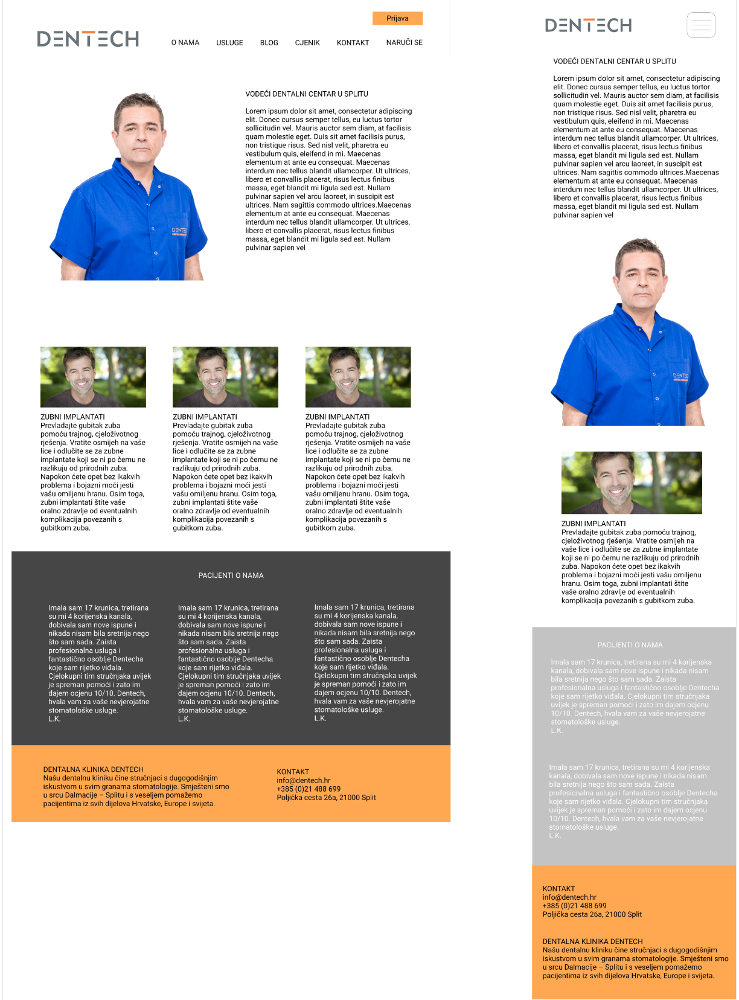 Prijava
DENTECH
O NAMA USLUGE BLOG CJENIK KONTAKT NARUČI SE
VODEĆI DENTALNI CENTAR U SPLITU
Lorem ipsum dolor sit amet, consectetur adipiscing
elit. Donec cursus semper tellus, eu luctus tortor
sollicitudin vel. Mauris auctor sem diam, at facilisis
quam molestie eget. Duis sit amet facilisis purus,
non tristique risus. Sed nisl velit, pharetra eu
vestibulum quis, eleifend in mi. Maecenas
elementum at ante eu consequat. Maecenas
interdum nec tellus blandit ullamcorper. Ut ultrices,
libero et convallis placerat, risus lectus finibus
massa, eget blandit mi ligula sed est. Nullam
pulvinar sapien vel arcu laoreet, in suscipit est
ultrices. Nam sagittis commodo ultrices.Maecenas
elementum at ante eu consequat. Maecenas
interdum nec tellus blandit ullamcorper. Ut ultrices,
libero et convallis placerat, risus lectus finibus
massa, eget blandit mi ligula sed est. Nullam
pulvinar sapien vel
DENTECH
ZUBNI IMPLANTATI
Prevladajte gubitak zuba
pomoću trajnog, cjeloživotnog
rješenja. Vratite osmijeh na vaše
lice i odlučite se za zubne
implantate koji se ni po čemu ne
razlikuju od prirodnih zuba.
Napokon ćete opet bez ikakvih
problema i bojazni moći jesti
vašu omiljenu hranu. Osim toga,
zubni implantati štite vaše
oralno zdravlje od eventualnih
komplikacija povezanih s
gubitkom zuba.
ZUBNI IMPLANTATI
Prevladajte gubitak zuba
pomoću trajnog, cjeloživotnog
rješenja. Vratite osmijeh na vaše
lice i odlučite se za zubne
implantate koji se ni po čemu ne
razlikuju od prirodnih zuba.
Napokon ćete opet bez ikakvih
problema i bojazni moći jesti
vašu omiljenu hranu. Osim toga,
zubni implantati štite vaše
oralno zdravlje od eventualnih
komplikacija povezanih s
gubitkom zuba.
ZUBNI IMPLANTATI
Prevladajte gubitak zuba
pomoću trajnog, cjeloživotnog
rješenja. Vratite osmijeh na vaše
lice i odlučite se za zubne
implantate koji se ni po čemu ne
razlikuju od prirodnih zuba.
Napokon ćete opet bez ikakvih
problema i bojazni moći jesti
vašu omiljenu hranu. Osim toga,
zubni implantati štite vaše
oralno zdravlje od eventualnih
komplikacija povezanih s
gubitkom zuba.
PACIJENTI O NAMA
Imala sam 17 krunica, tretirana
su mi 4 korijenska kanala,
dobivala sam nove ispune i
nikada nisam bila sretnija nego
što sam sada. Zaista
profesionalna usluga i
fantastično osoblje Dentecha
koje sam rijetko viđala.
Cjelokupni tim stručnjaka uvijek
je spreman pomoći i zato im
dajem ocjenu 10/10. Dentech,
hvala vam za vaše nevjerojatne
stomatološke usluge.
L.K.
Imala sam 17 krunica, tretirana
su mi 4 korijenska kanala,
dobivala sam nove ispune i
nikada nisam bila sretnija nego
što sam sada. Zaista
profesionalna usluga i
fantastično osoblje Dentecha
koje sam rijetko viđala.
Cjelokupni tim stručnjaka uvijek
je spreman pomoći i zato im
dajem ocjenu 10/10. Dentech,
hvala vam za vaše nevjerojatne
stomatološke usluge.
L.K.
Imala sam 17 krunica, tretirana
su mi 4 korijenska kanala,
dobivala sam nove ispune i
nikada nisam bila sretnija nego
što sam sada. Zaista
profesionalna usluga i
fantastično osoblje Dentecha
koje sam rijetko viđala.
Cjelokupni tim stručnjaka uvijek
je spreman pomoći i zato im
dajem ocjenu 10/10. Dentech,
hvala vam za vaše nevjerojatne
stomatološke usluge.
L.K.
DENTALNA KLINIKA DENTECH
Našu dentalnu kliniku čine stručnjaci s dugogodišnjim
iskustvom u svim granama stomatologije. Smješteni smo
u srcu Dalmacije – Splitu i s veseljem pomažemo
pacijentima iz svih dijelova Hrvatske, Europe i svijeta.
KONTAKT
info@dentech.hr
+385 (0)21 488 699
Poljička cesta 26a, 21000 Split
DENTECH
VODEĆI DENTALNI CENTAR U SPLITU
Lorem ipsum dolor sit amet, consectetur adipiscing
elit. Donec cursus semper tellus, eu luctus tortor
sollicitudin vel. Mauris auctor sem diam, at facilisis
quam molestie eget. Duis sit amet facilisis purus,
non tristique risus. Sed nisl velit, pharetra eu
vestibulum quis, eleifend in mi. Maecenas
elementum at ante eu consequat. Maecenas
interdum nec tellus blandit ullamcorper. Ut ultrices,
libero et convallis placerat, risus lectus finibus
massa, eget blandit mi ligula sed est. Nullam
pulvinar sapien vel arcu laoreet, in suscipit est
ultrices. Nam sagittis commodo ultrices.Maecenas
elementum at ante eu consequat. Maecenas
interdum nec tellus blandit ullamcorper. Ut ultrices,
libero et convallis placerat, risus lectus finibus
massa, eget blandit mi ligula sed est. Nullam
pulvinar sapien vel
DENTECH
ZUBNI IMPLANTATI
Prevladajte gubitak zuba pomoću trajnog,
cjeloživotnog rješenja. Vratite osmijeh na
vaše lice i odlučite se za zubne implantate
koji se ni po čemu ne razlikuju od prirodnih
zuba. Napokon ćete opet bez ikakvih
problema i bojazni moći jesti vašu omiljenu
hranu. Osim toga, zubni implantati štite
vaše oralno zdravlje od eventualnih
komplikacija povezanih s gubitkom zuba.
PACIJENTI O NAMA
Imala sam 17 krunica, tretirana su mi 4 korijenska
kanala, dobivala sam nove ispune i nikada nisam
bila sretnija nego što sam sada. Zaista
profesionalna usluga i fantastično osoblje Dentecha
koje sam rijetko viđala. Cjelokupni tim stručnjaka
uvijek je spreman pomoći i zato im dajem ocjenu
10/10. Dentech, hvala vam za vaše nevjerojatne
stomatološke usluge.
L.K.
Imala sam 17 krunica, tretirana su mi 4 korijenska
kanala, dobivala sam nove ispune i nikada nisam
bila sretnija nego što sam sada. Zaista
profesionalna usluga i fantastično osoblje Dentecha
koje sam rijetko viđala. Cjelokupni tim stručnjaka
uvijek je spreman pomoći i zato im dajem ocjenu
10/10. Dentech, hvala vam za vaše nevjerojatne
stomatološke usluge.
L.K.
KONTAKT
info@dentech.hr
+385 (0)21 488 699
Poljička cesta 26a, 21000 Split
DENTALNA KLINIKA DENTECH
Našu dentalnu kliniku čine stručnjaci s dugogodišnjim
iskustvom u svim granama stomatologije. Smješteni smo
u srcu Dalmacije – Splitu i s veseljem pomažemo
pacijentima iz svih dijelova Hrvatske, Europe i svijeta.